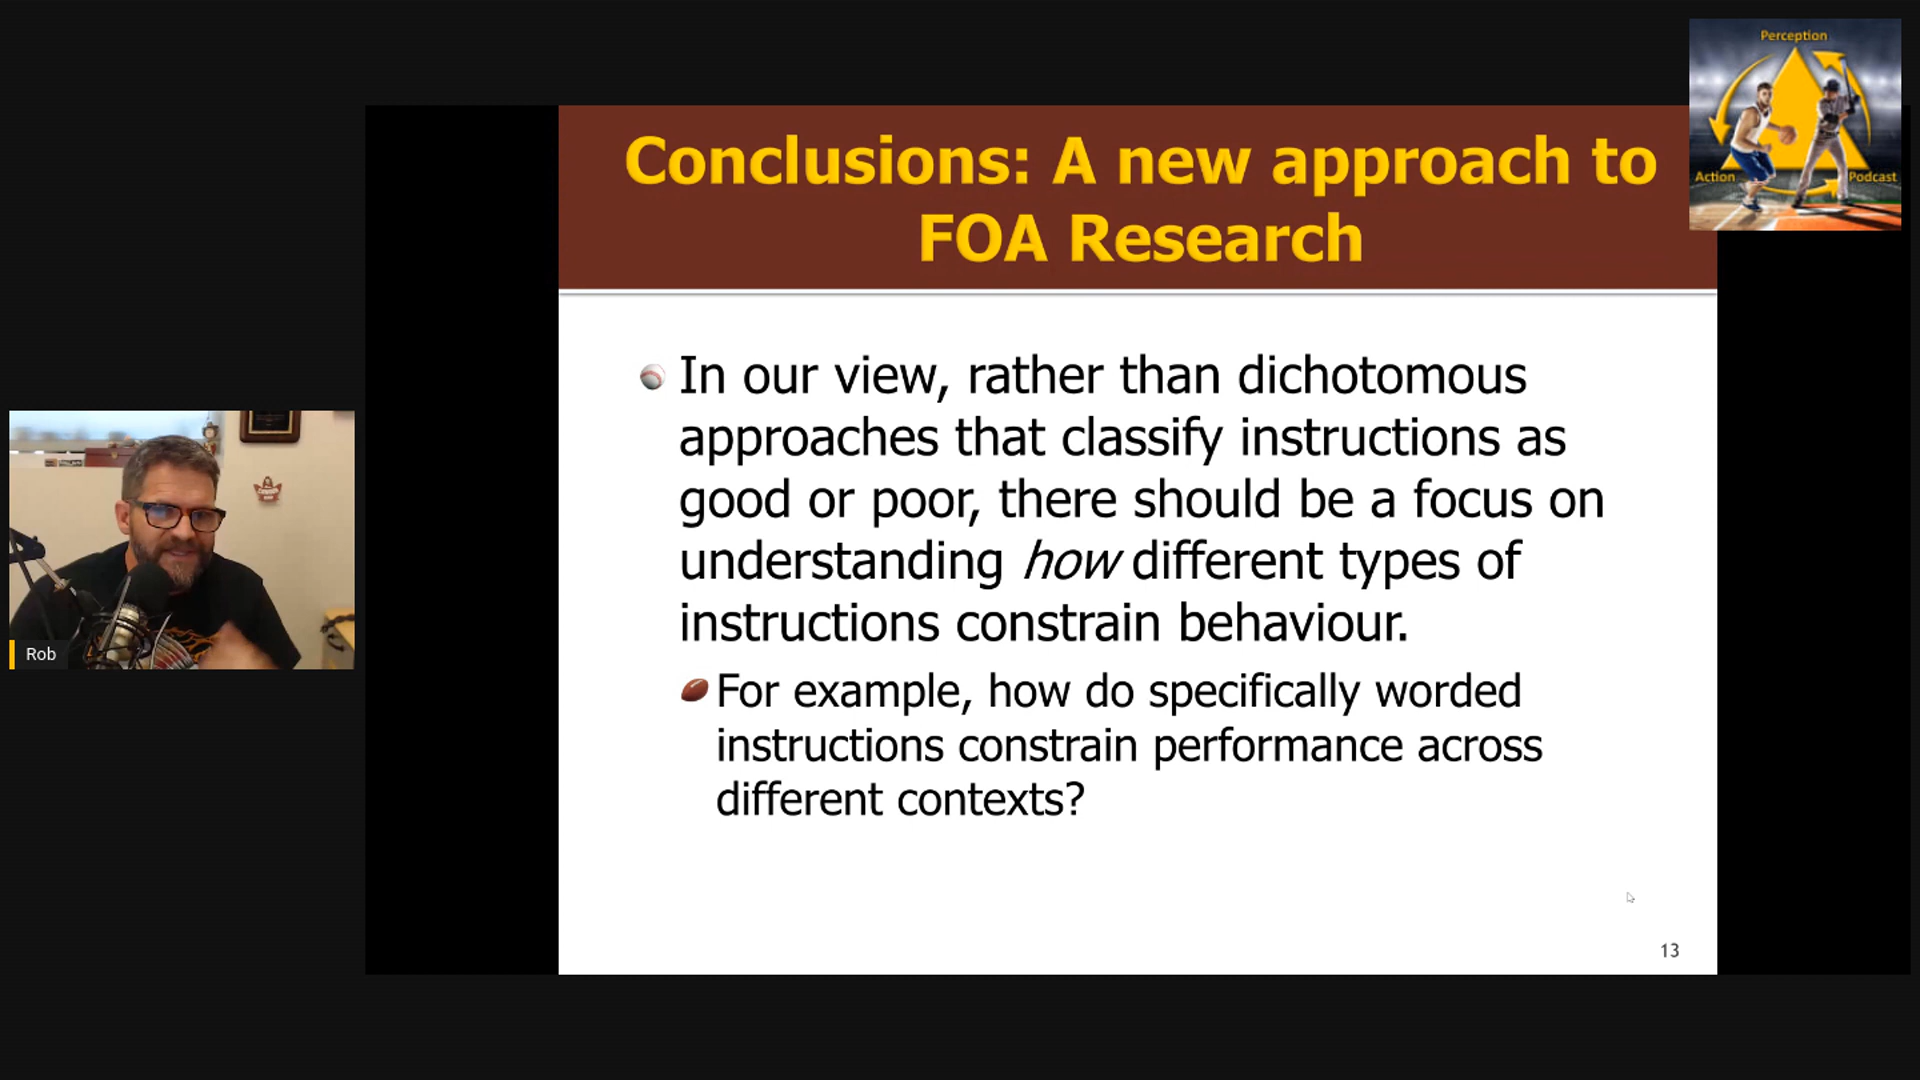 Perception
Action
Podcast
Conclusions: A new approach to
FOA Research
In our view, rather than dichotomous
approaches that classify instructions as
good or poor, there should be a focus on
understanding how different types of
instructions constrain behaviour.
For example, how do specifically worded
instructions constrain performance across
different contexts?
13
Rob